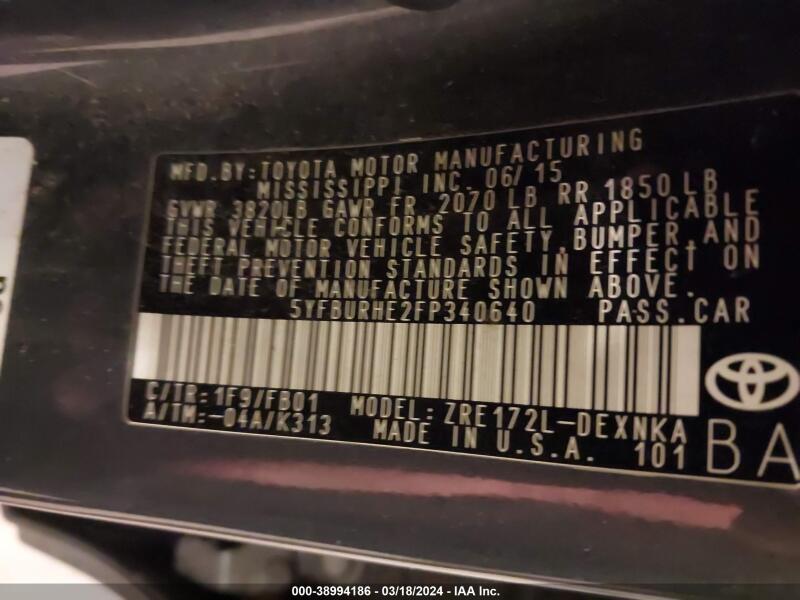 MFD.BY:TOYOTA MOTOR MANUFACTURING
MISSISSIPPI INC. 06/15
GVWR 3820LB GAWR FR 2070 LB RR 1850 LB
THIS VEHICLE CONFORMS TO ALL APPLICABLE
FEDERAL MOTOR VEHICLE SAFETY, BUMPER, AND
THEFT PREVENTION STANDARDS IN EFFECT ON
THE DATE OF MANUFACTURE SHOWN ABOVE.
5YFBURHE2FP340640 PASS.CAR
C/TR:1F9/FB01 MODEL: ZRE172L-DEXNKA
A/TM:-04A/K313 MADE IN U.S.A. 101
BA
000-38994186 - 03/18/2024 - IAA Inc.